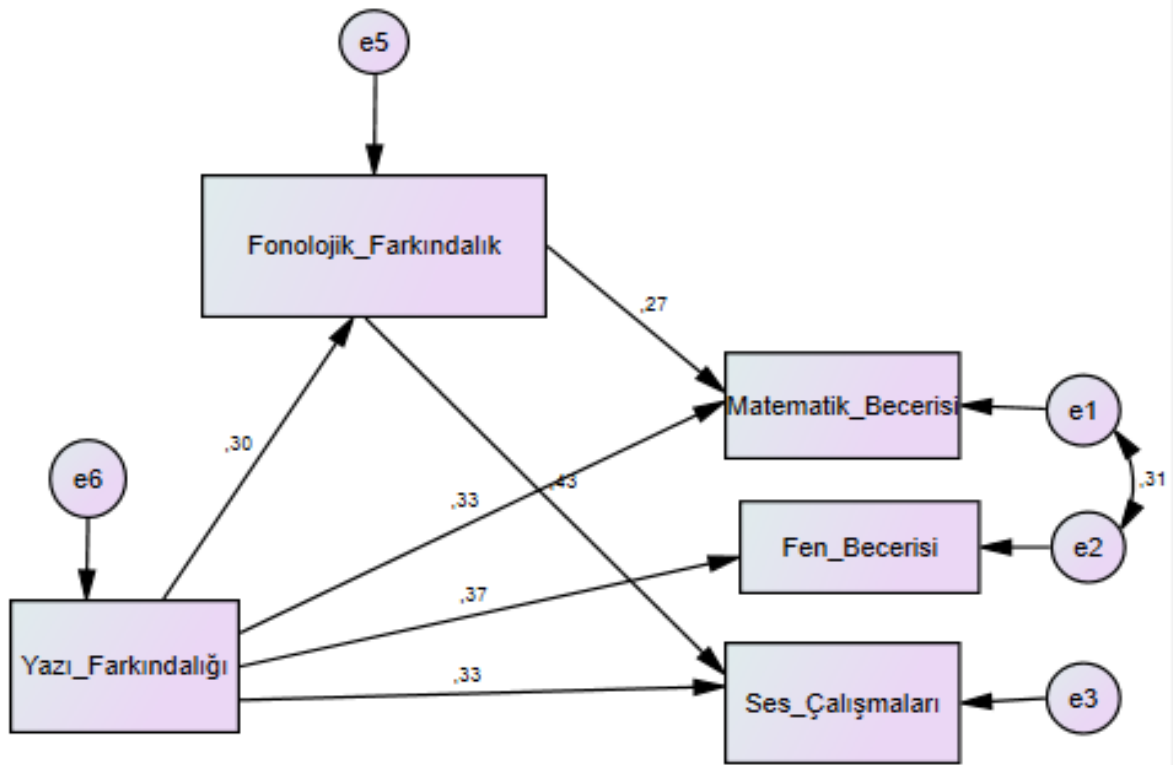 e5
Fonolojik_Farkındalık
,27
Matematik_Becerisi
e1
,30
,31
e6
,33
,43
Fen_Becerisi
e2
,37
Yazı_Farkındalığı
,33
Ses_Çalışmaları
e3